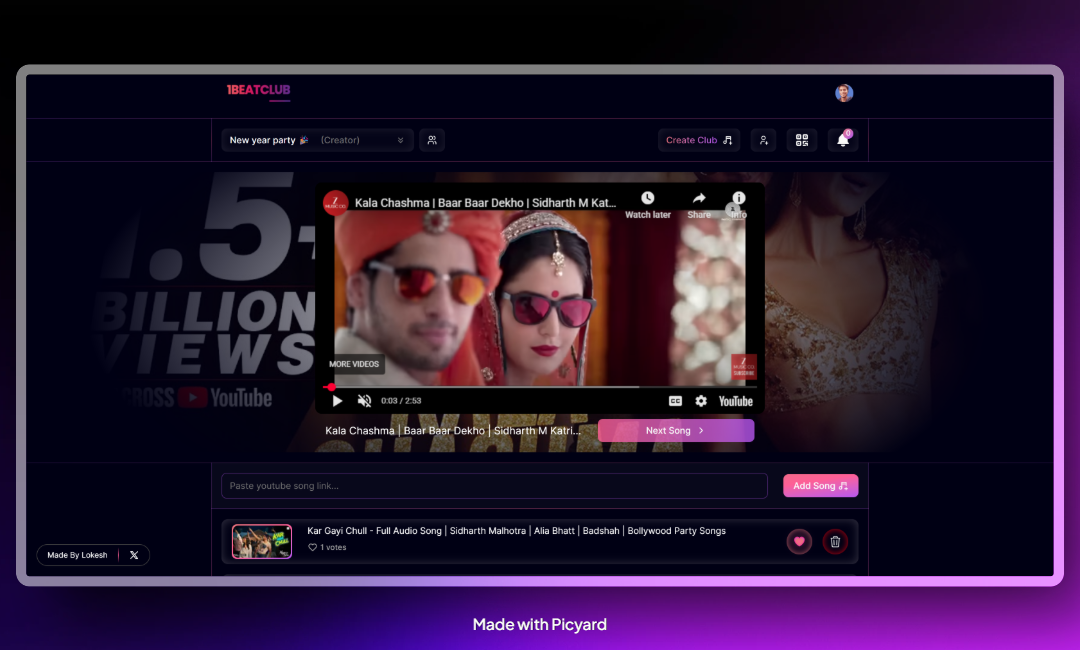 1BEATCLUB
New year party 🎉 (Creator)
Create Club
0
Kala Chashma | Baar Baar Dekho | Sidharth M Kat...
Watch later
Share
Info
1.5+
BILLION
VIEWS
YouTube
MORE VIDEOS
SUBSCRIBE
0:03 / 2:53
CC
YouTube
Kala Chashma | Baar Baar Dekho | Sidharth M Katri...
Next Song
Paste youtube song link...
Add Song
Kar Gayi Chull - Full Audio Song | Sidharth Malhotra | Alia Bhatt | Badshah | Bollywood Party Songs
1 votes
Made By Lokesh
Made with Picyard